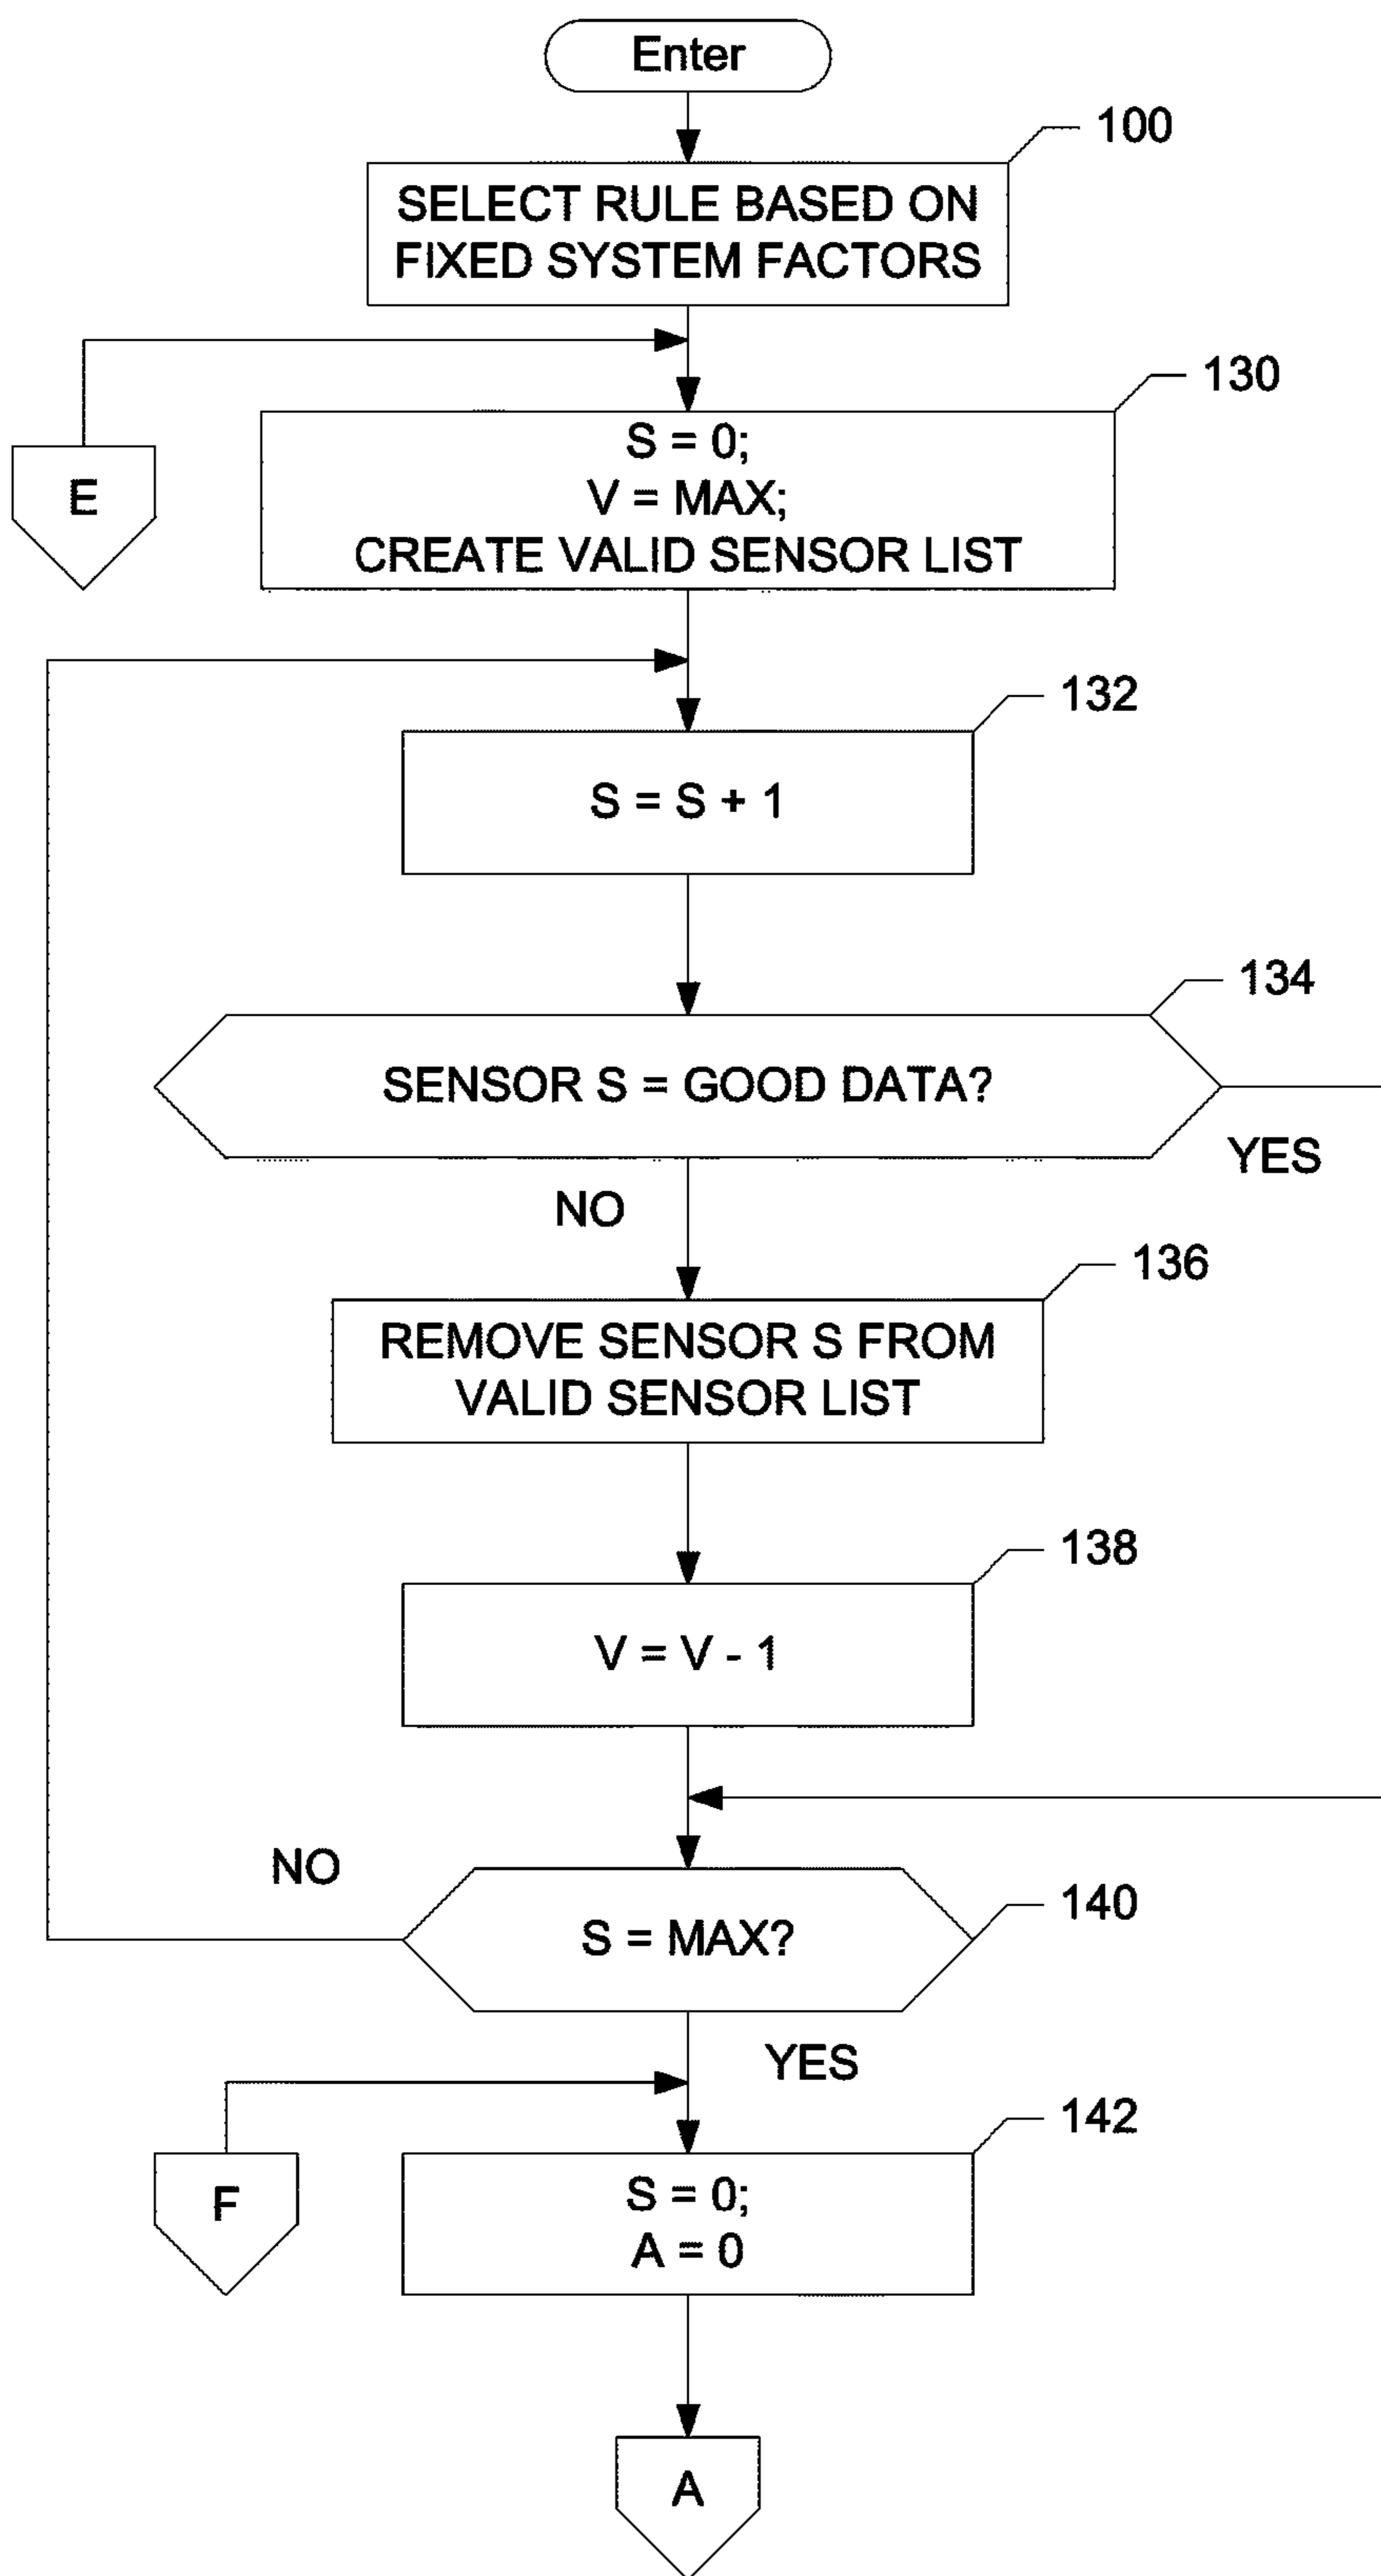 Enter
100
SELECT RULE BASED ON
FIXED SYSTEM FACTORS
130
S = 0;
V = MAX;
CREATE VALID SENSOR LIST
E
132
S = S + 1
134
SENSOR S = GOOD DATA?
YES
NO
136
REMOVE SENSOR S FROM
VALID SENSOR LIST
138
V = V - 1
NO
140
S = MAX?
YES
142
F
S = 0;
A = 0
A